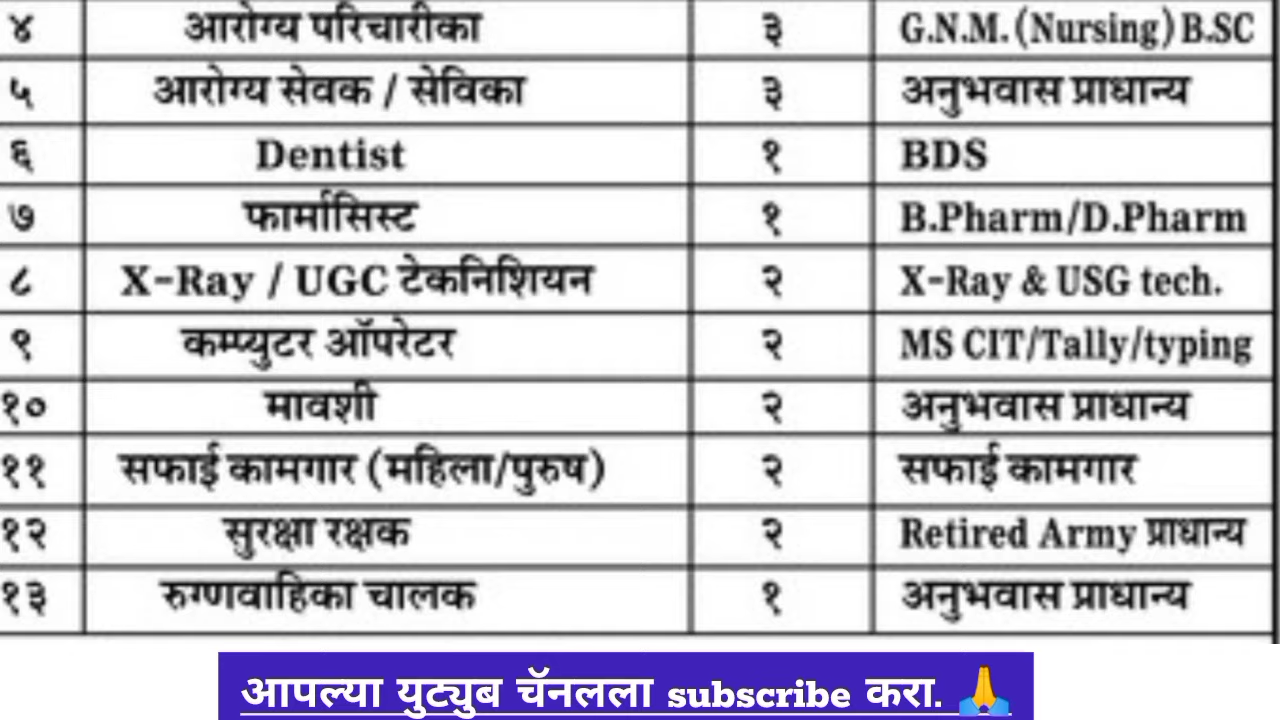 ४ आरोग्य परिचारीका ३ G.N.M. (Nursing) B.SC
५ आरोग्य सेवक / सेविका ३ अनुभवास प्राधान्य
६ Dentist १ BDS
७ फार्मासिस्ट १ B.Pharm/D.Pharm
८ X-Ray / UGC टेकनिशियन २ X-Ray & USG tech.
९ कम्प्युटर ऑपरेटर २ MS CIT/Tally/typing
१० मावशी २ अनुभवास प्राधान्य
११ सफाई कामगार (महिला/पुरुष) २ सफाई कामगार
१२ सुरक्षा रक्षक २ Retired Army प्राधान्य
१३ रुग्णवाहिका चालक १ अनुभवास प्राधान्य
आपल्या युट्युब चॅनलला subscribe करा. 🙏